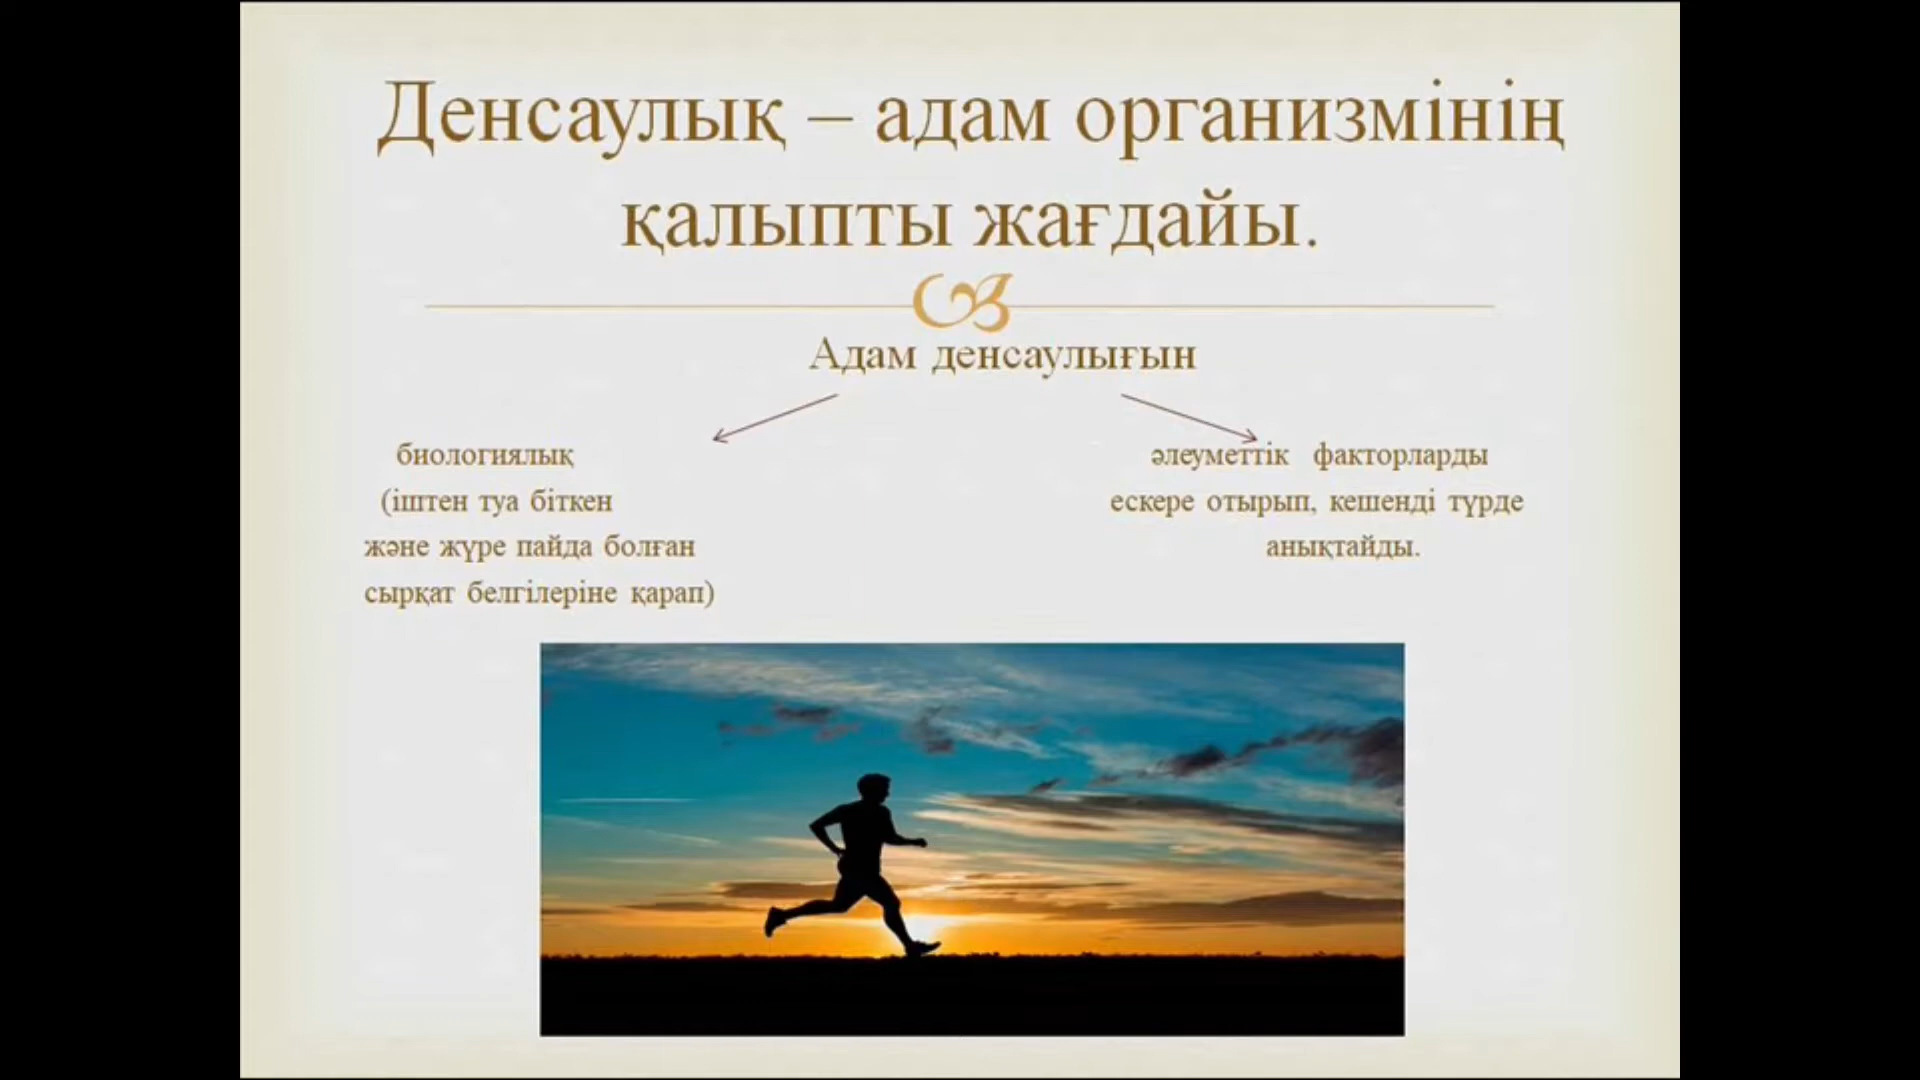 Денсаулық – адам организмінің
қалыпты жағдайы.
Адам денсаулығын
биологиялық
(іштен туа біткен
және жүре пайда болған
сырқат белгілеріне қарап)
әлеуметтік факторларды
ескере отырып, кешенді түрде
анықтайды.